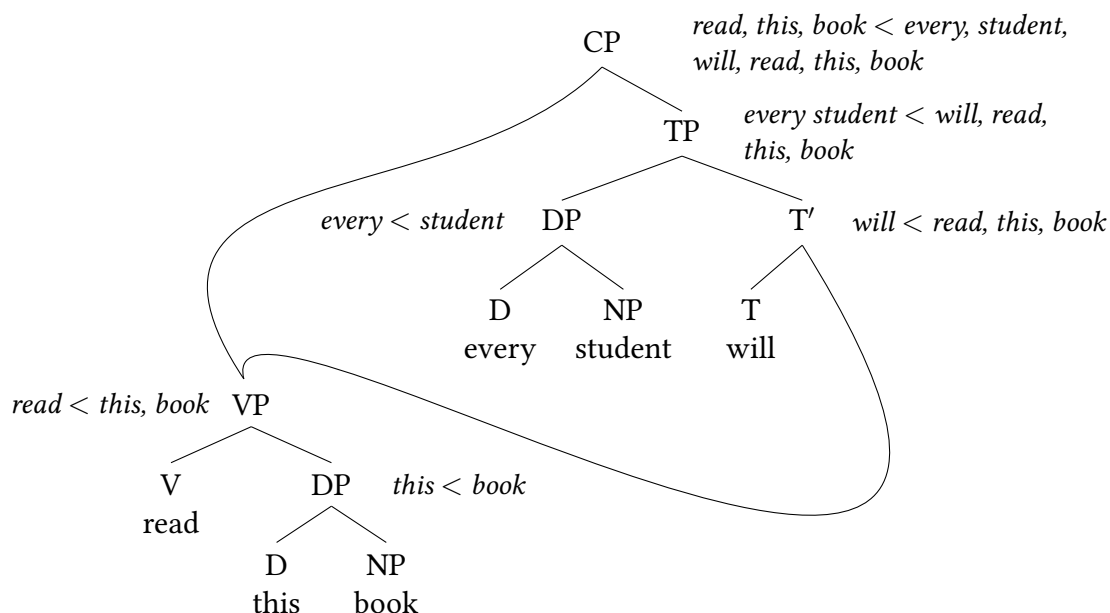 CP
read, this, book < every, student,
will, read, this, book
TP
every student < will, read,
this, book
every < student
DP
T′
will < read, this, book
D
NP
T
every
student
will
read < this, book
VP
V
DP
this < book
read
D
NP
this
book